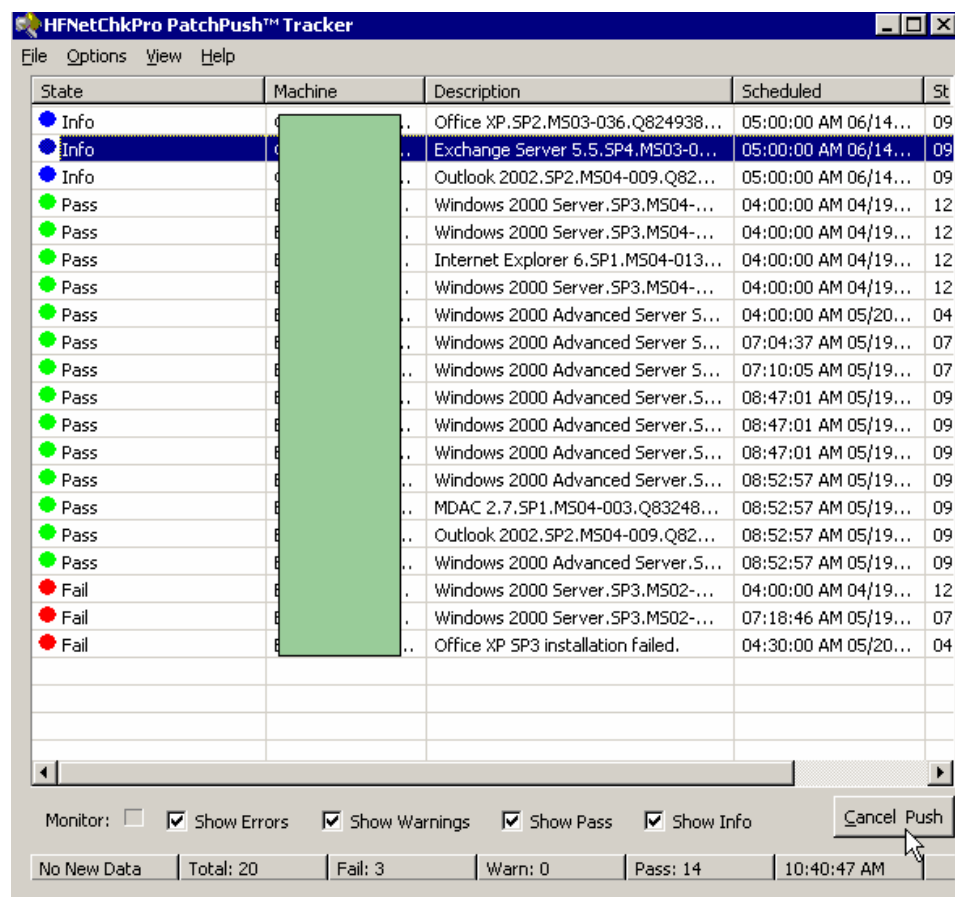 HFNetChkPro PatchPush™ Tracker
File Options View Help
State Machine Description Scheduled St
Info .. Office XP.SP2.MS03-036.Q824938... 05:00:00 AM 06/14... 09
Info .. Exchange Server 5.5.SP4.MS03-0... 05:00:00 AM 06/14... 09
Info .. Outlook 2002.SP2.MS04-009.Q82... 05:00:00 AM 06/14... 09
Pass . Windows 2000 Server.SP3.MS04-... 04:00:00 AM 04/19... 12
Pass . Windows 2000 Server.SP3.MS04-... 04:00:00 AM 04/19... 12
Pass . Internet Explorer 6.SP1.MS04-013... 04:00:00 AM 04/19... 12
Pass . Windows 2000 Server.SP3.MS04-... 04:00:00 AM 04/19... 12
Pass .. Windows 2000 Advanced Server S... 04:00:00 AM 05/20... 04
Pass .. Windows 2000 Advanced Server S... 07:04:37 AM 05/19... 07
Pass .. Windows 2000 Advanced Server S... 07:10:05 AM 05/19... 07
Pass .. Windows 2000 Advanced Server.S... 08:47:01 AM 05/19... 09
Pass .. Windows 2000 Advanced Server.S... 08:47:01 AM 05/19... 09
Pass .. Windows 2000 Advanced Server.S... 08:47:01 AM 05/19... 09
Pass .. Windows 2000 Advanced Server.S... 08:52:57 AM 05/19... 09
Pass .. MDAC 2.7.SP1.MS04-003.Q83248... 08:52:57 AM 05/19... 09
Pass .. Outlook 2002.SP2.MS04-009.Q82... 08:52:57 AM 05/19... 09
Pass .. Windows 2000 Advanced Server.S... 08:52:57 AM 05/19... 09
Fail . Windows 2000 Server.SP3.MS02-... 04:00:00 AM 04/19... 12
Fail . Windows 2000 Server.SP3.MS02-... 07:18:46 AM 05/19... 07
Fail .. Office XP SP3 installation failed. 04:30:00 AM 05/20... 04
Monitor: Show Errors Show Warnings Show Pass Show Info Cancel Push
No New Data Total: 20 Fail: 3 Warn: 0 Pass: 14 10:40:47 AM